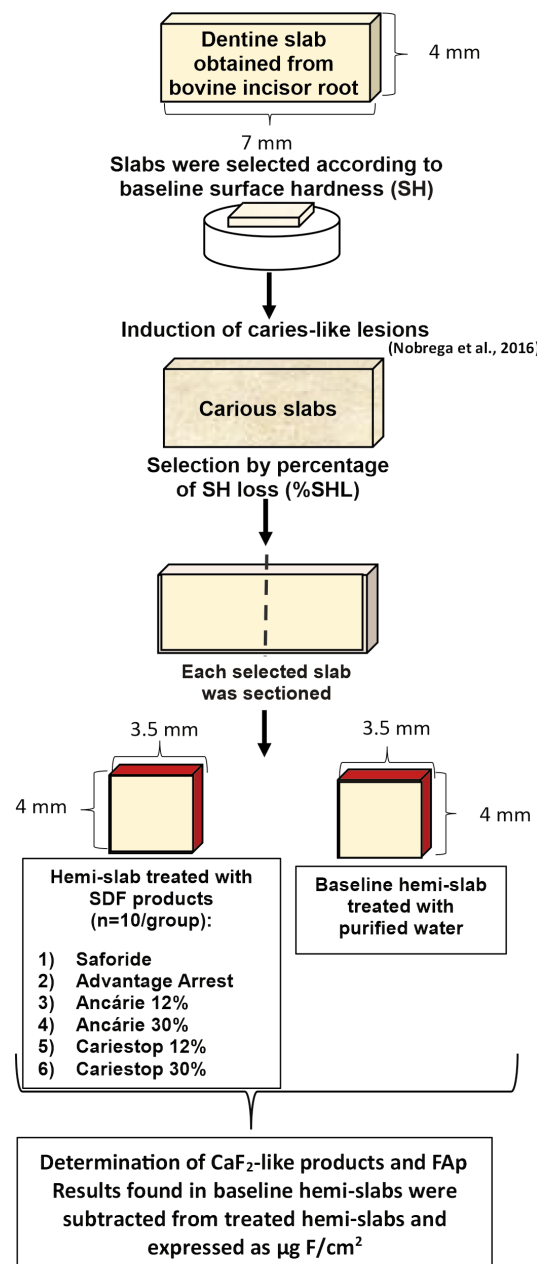 Dentine slab
obtained from
bovine incisor root
4 mm
7 mm
Slabs were selected according to
baseline surface hardness (SH)
Induction of caries-like lesions
(Nobrega et al., 2016)
Carious slabs
Selection by percentage
of SH loss (%SHL)
Each selected slab
was sectioned
3.5 mm
3.5 mm
4 mm
4 mm
Hemi-slab treated with
SDF products
(n=10/group):
1) Saforide
2) Advantage Arrest
3) Ancárie 12%
4) Ancárie 30%
5) Cariestop 12%
6) Cariestop 30%
Baseline hemi-slab
treated with
purified water
Determination of CaF₂-like products and FAp
Results found in baseline hemi-slabs were
subtracted from treated hemi-slabs and
expressed as µg F/cm²